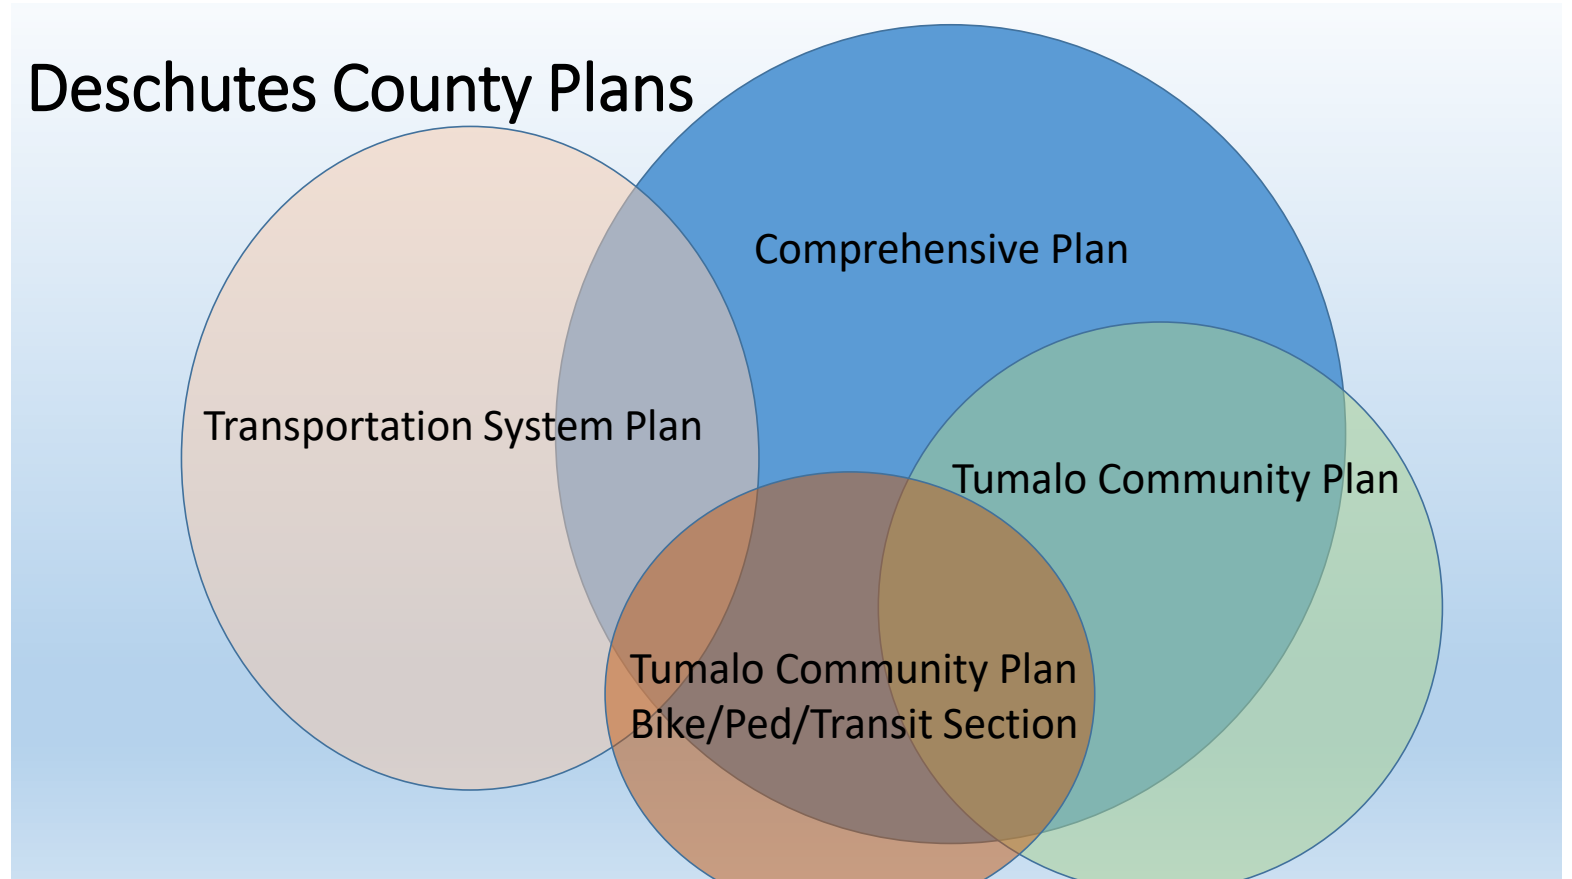 Deschutes County Plans
Comprehensive Plan
Transportation System Plan
Tumalo Community Plan
Tumalo Community Plan
Bike/Ped/Transit Section